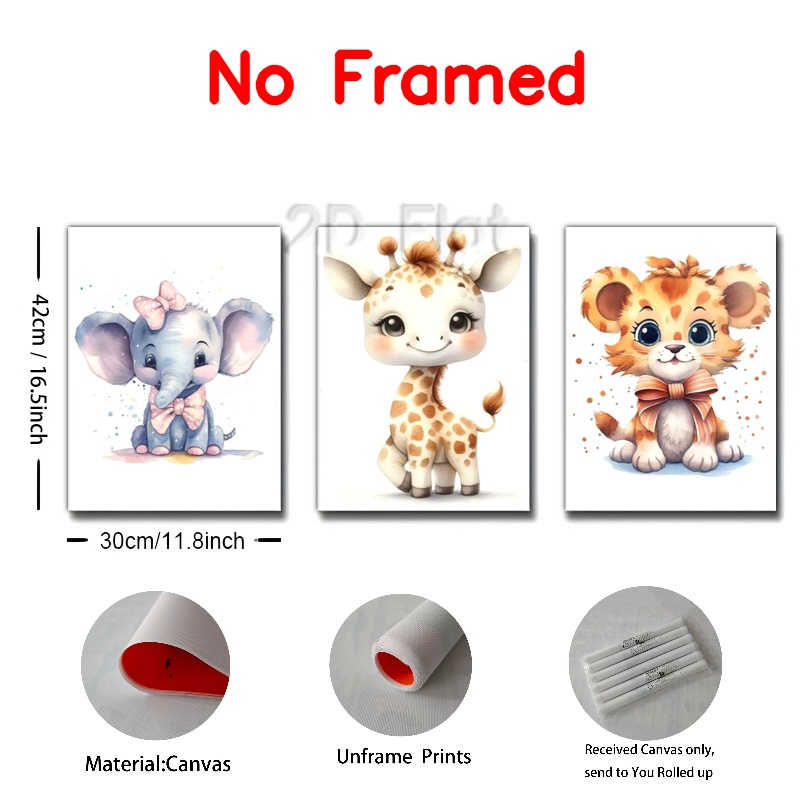 No Framed
2D Flat
42cm / 16.5inch
30cm/11.8inch
Material:Canvas
Unframe Prints
Received Canvas only,
send to You Rolled up